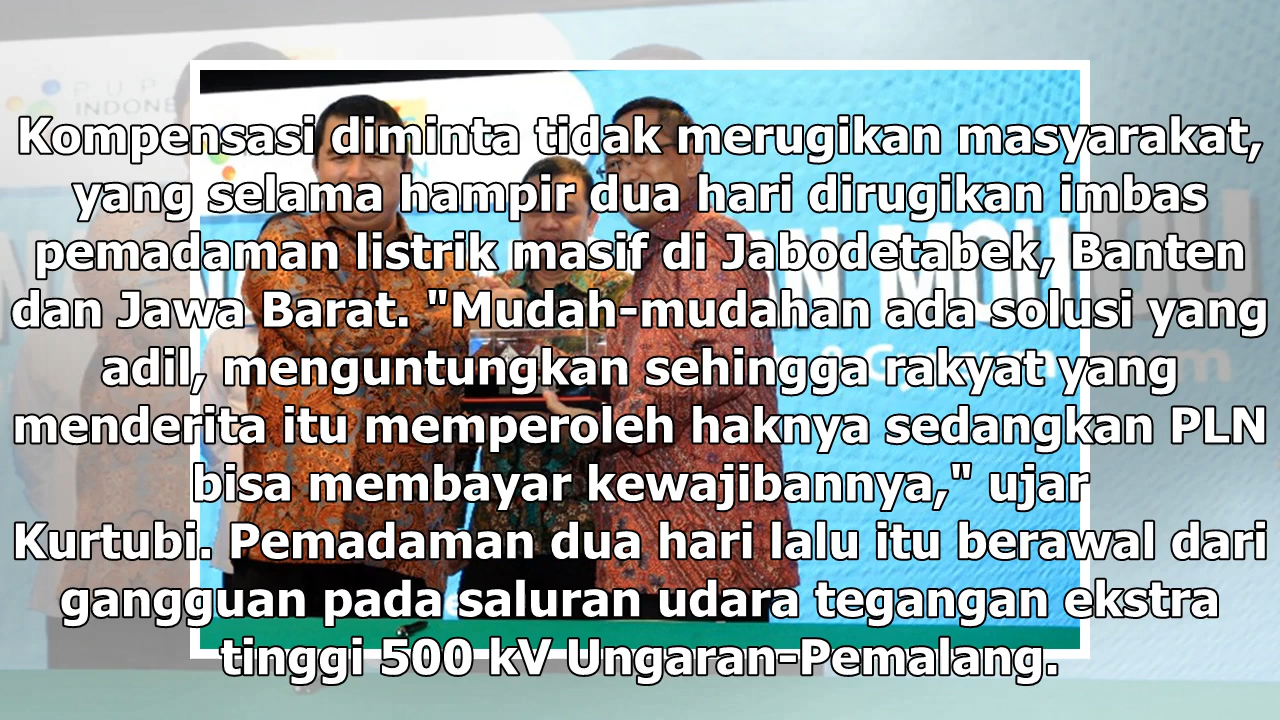 Kompensasi diminta tidak merugikan masyarakat,
yang selama hampir dua hari dirugikan imbas
pemadaman listrik masif di Jabodetabek, Banten
dan Jawa Barat. "Mudah-mudahan ada solusi yang
adil, menguntungkan sehingga rakyat yang
menderita itu memperoleh haknya sedangkan PLN
bisa membayar kewajibannya," ujar
Kurtubi. Pemadaman dua hari lalu itu berawal dari
gangguan pada saluran udara tegangan ekstra
tinggi 500 kV Ungaran-Pemalang.